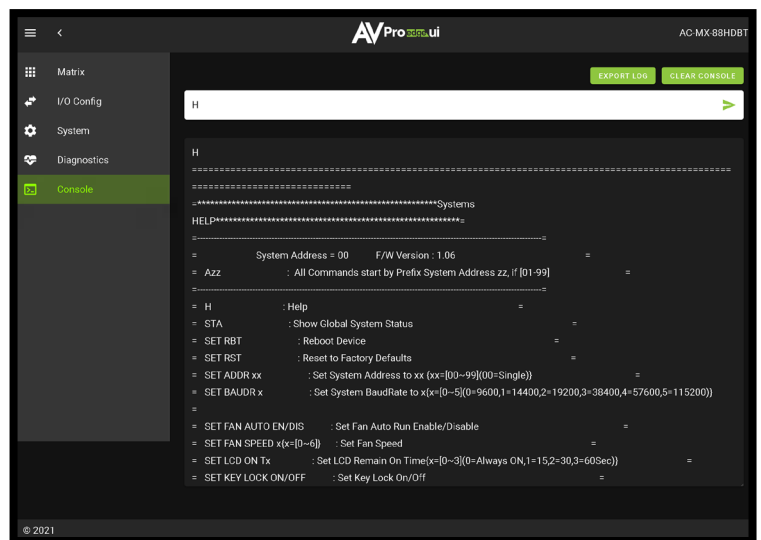 AVPro edge.ui
AC-MX-88HDBT
Matrix
I/O Config
System
Diagnostics
Console
EXPORT LOG
CLEAR CONSOLE
H
H
====================================================================================================
=============================
=*********************************************************Systems
HELP**********************************************************=
=--------------------------------------------------------------------------------------------------=
= System Address = 00 F/W Version : 1.06 =
= Azz : All Commands start by Prefix System Address zz, if [01-99] =
=--------------------------------------------------------------------------------------------------=
= H : Help =
= STA : Show Global System Status =
= SET RBT : Reboot Device =
= SET RST : Reset to Factory Defaults =
= SET ADDR xx : Set System Address to xx {xx=[00~99](00=Single)} =
= SET BAUDR x : Set System BaudRate to x{x=[0~5](0=9600,1=14400,2=19200,3=38400,4=57600,5=115200)}
=
= SET FAN AUTO EN/DIS : Set Fan Auto Run Enable/Disable =
= SET FAN SPEED x{x=[0~6]} : Set Fan Speed =
= SET LCD ON Tx : Set LCD Remain On Time{x=[0~3](0=Always ON,1=15,2=30,3=60Sec)} =
= SET KEY LOCK ON/OFF : Set Key Lock On/Off =
© 2021